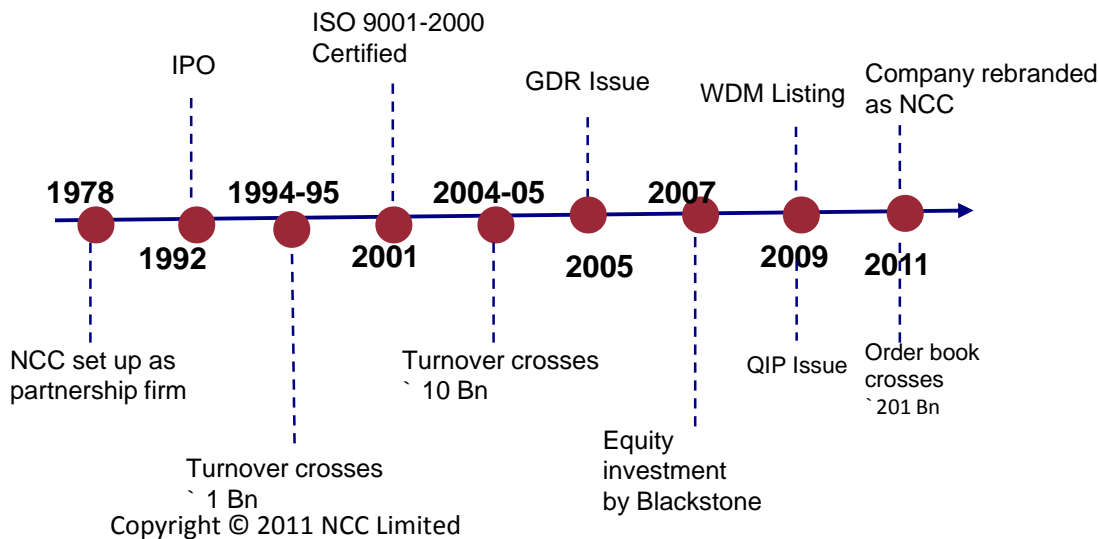 ISO 9001-2000
Certified
IPO
GDR Issue
WDM Listing
Company rebranded
as NCC
1978
1994-95
2004-05
2007
1992
2001
2005
2009
2011
NCC set up as
partnership firm
Turnover crosses
` 10 Bn
QIP Issue
Order book
crosses
` 201 Bn
Equity
investment
by Blackstone
Turnover crosses
` 1 Bn
Copyright © 2011 NCC Limited